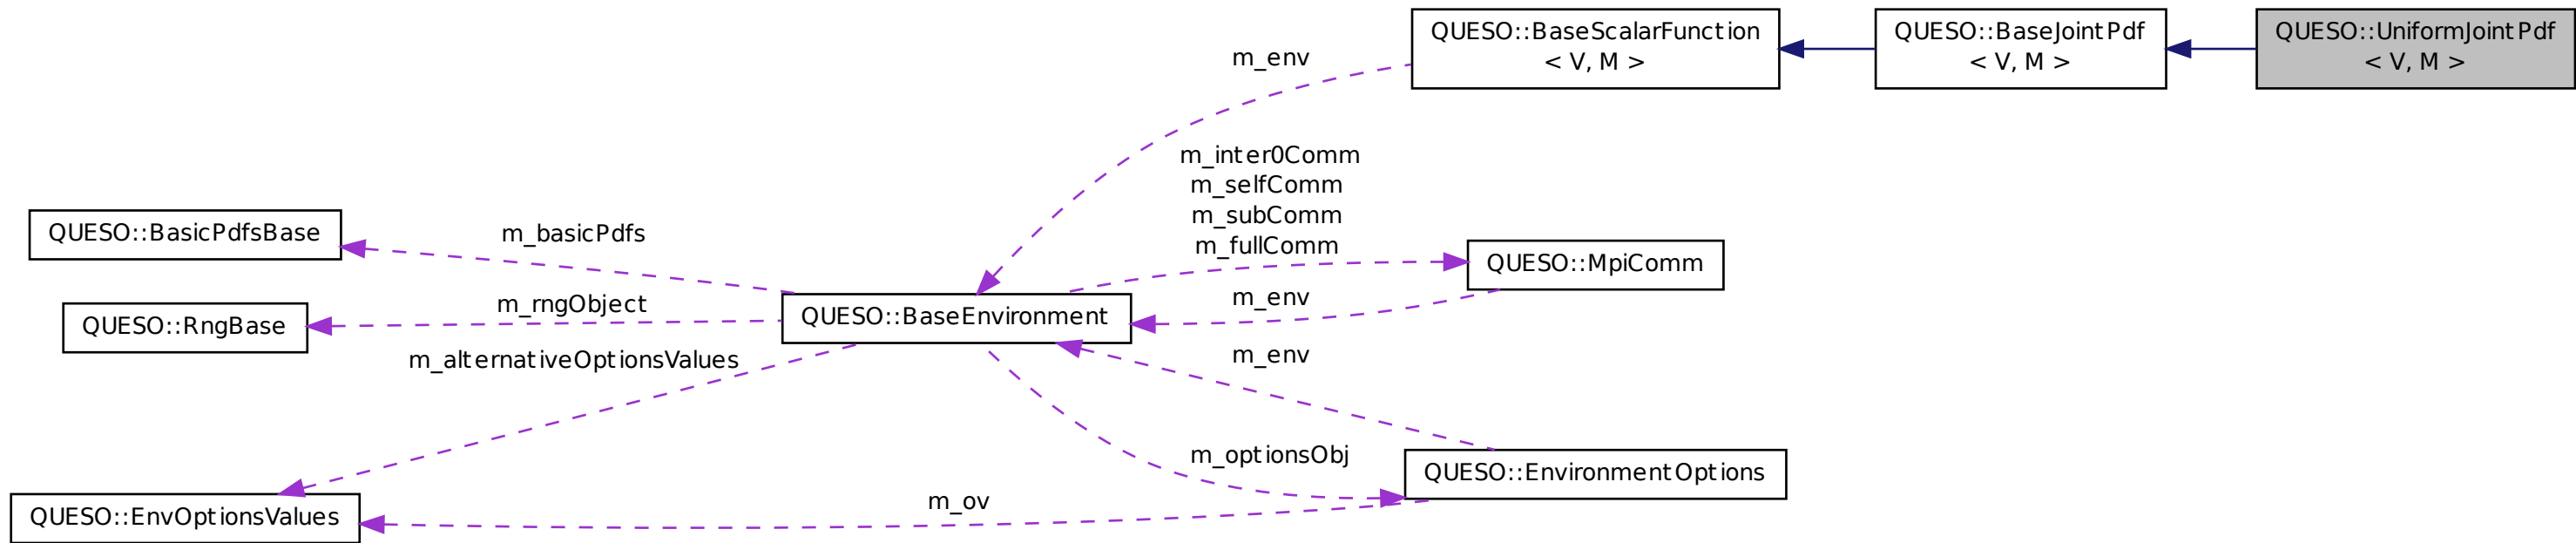 QUESO::BaseScalarFunction
< V, M >
QUESO::BaseJointPdf
< V, M >
QUESO::UniformJointPdf
< V, M >
m_env
m_inter0Comm
m_selfComm
m_subComm
m_fullComm
QUESO::BasicPdfsBase
m_basicPdfs
QUESO::MpiComm
m_rngObject
m_env
QUESO::RngBase
QUESO::BaseEnvironment
m_alternativeOptionsValues
m_env
m_optionsObj
QUESO::EnvironmentOptions
m_ov
QUESO::EnvOptionsValues